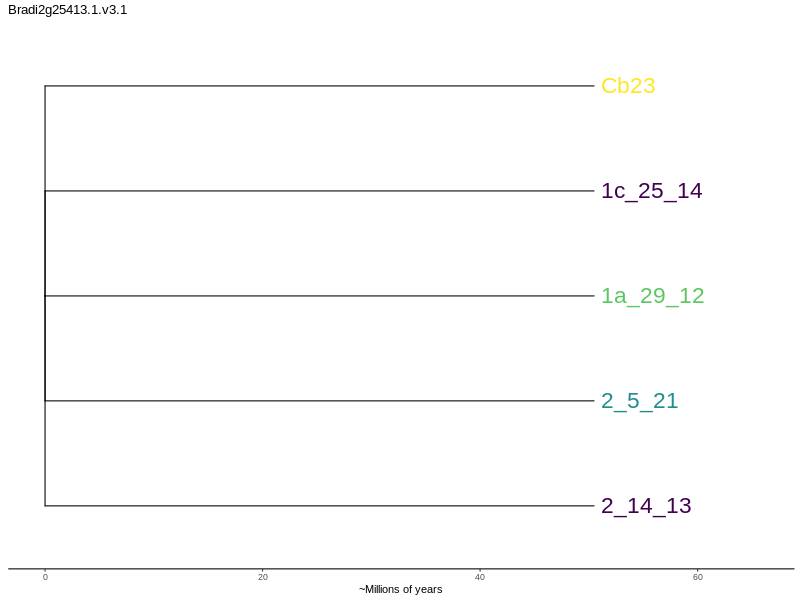 Bradi2g25413.1.v3.1
Cb23
1c_25_14
1a_29_12
2_5_21
2_14_13
0 20 40 60
~Millions of years